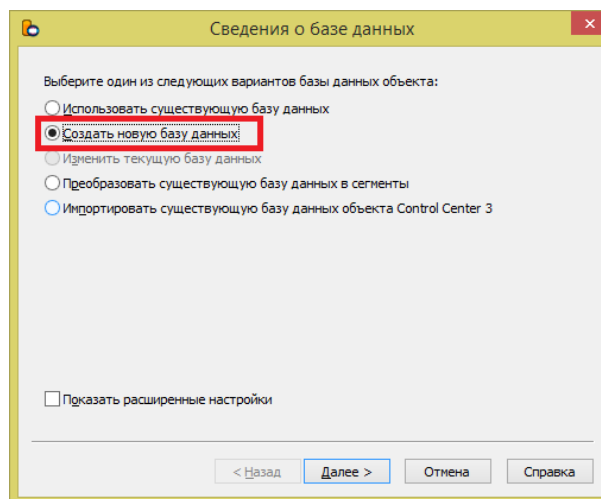 Сведения о базе данных
Выберите один из следующих вариантов базы данных объекта:
Использовать существующую базу данных
Создать новую базу данных
Изменить текущую базу данных
Преобразовать существующую базу данных в сегменты
Импортировать существующую базу данных объекта Control Center 3
Показать расширенные настройки
< Назад Далее > Отмена Справка